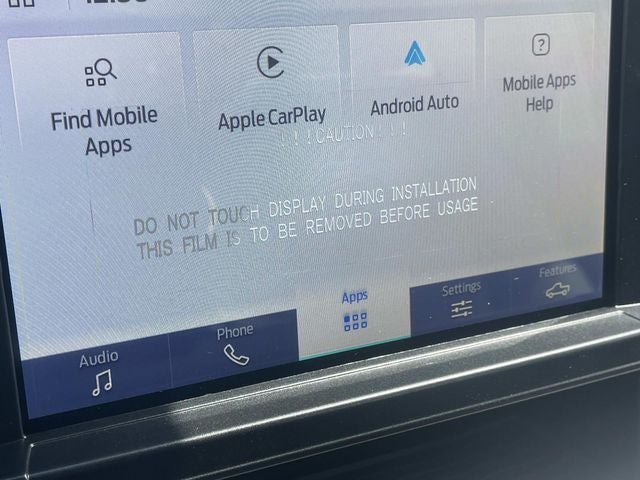 Find Mobile
Apps
Apple CarPlay
Android Auto
Mobile Apps
Help
! ! ! CAUTION ! ! !
DO NOT TOUCH DISPLAY DURING INSTALLATION
THIS FILM IS TO BE REMOVED BEFORE USAGE
Audio
Phone
Apps
Settings
Features